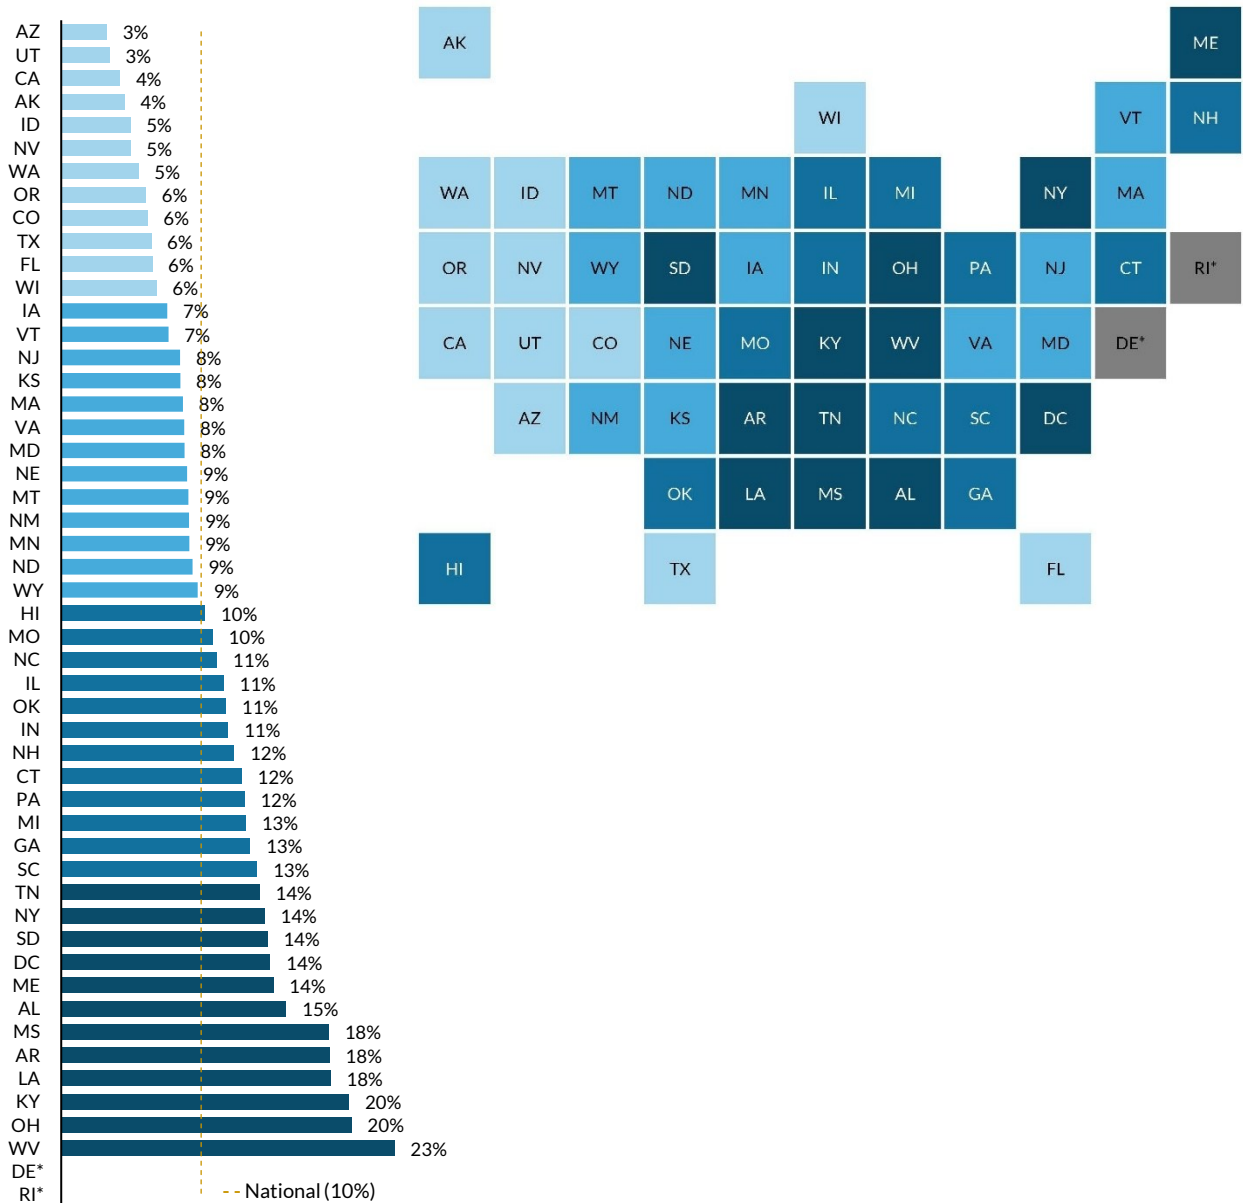 AZ 3%
UT 3%
CA 4%
AK 4%
ID 5%
NV 5%
WA 5%
OR 6%
CO 6%
TX 6%
FL 6%
WI 6%
IA 7%
VT 7%
NJ 8%
KS 8%
MA 8%
VA 8%
MD 8%
NE 9%
MT 9%
NM 9%
MN 9%
ND 9%
WY 9%
HI 10%
MO 10%
NC 11%
IL 11%
OK 11%
IN 11%
NH 12%
CT 12%
PA 12%
MI 13%
GA 13%
SC 13%
TN 14%
NY 14%
SD 14%
DC 14%
ME 14%
AL 15%
MS 18%
AR 18%
LA 18%
KY 20%
OH 20%
WV 23%
DE*
RI*
National (10%)
AK ME
WI VT NH
WA ID MT ND MN IL MI NY MA
OR NV WY SD IA IN OH PA NJ CT RI*
CA UT CO NE MO KY WV VA MD DE*
AZ NM KS AR TN NC SC DC
OK LA MS AL GA
HI TX FL